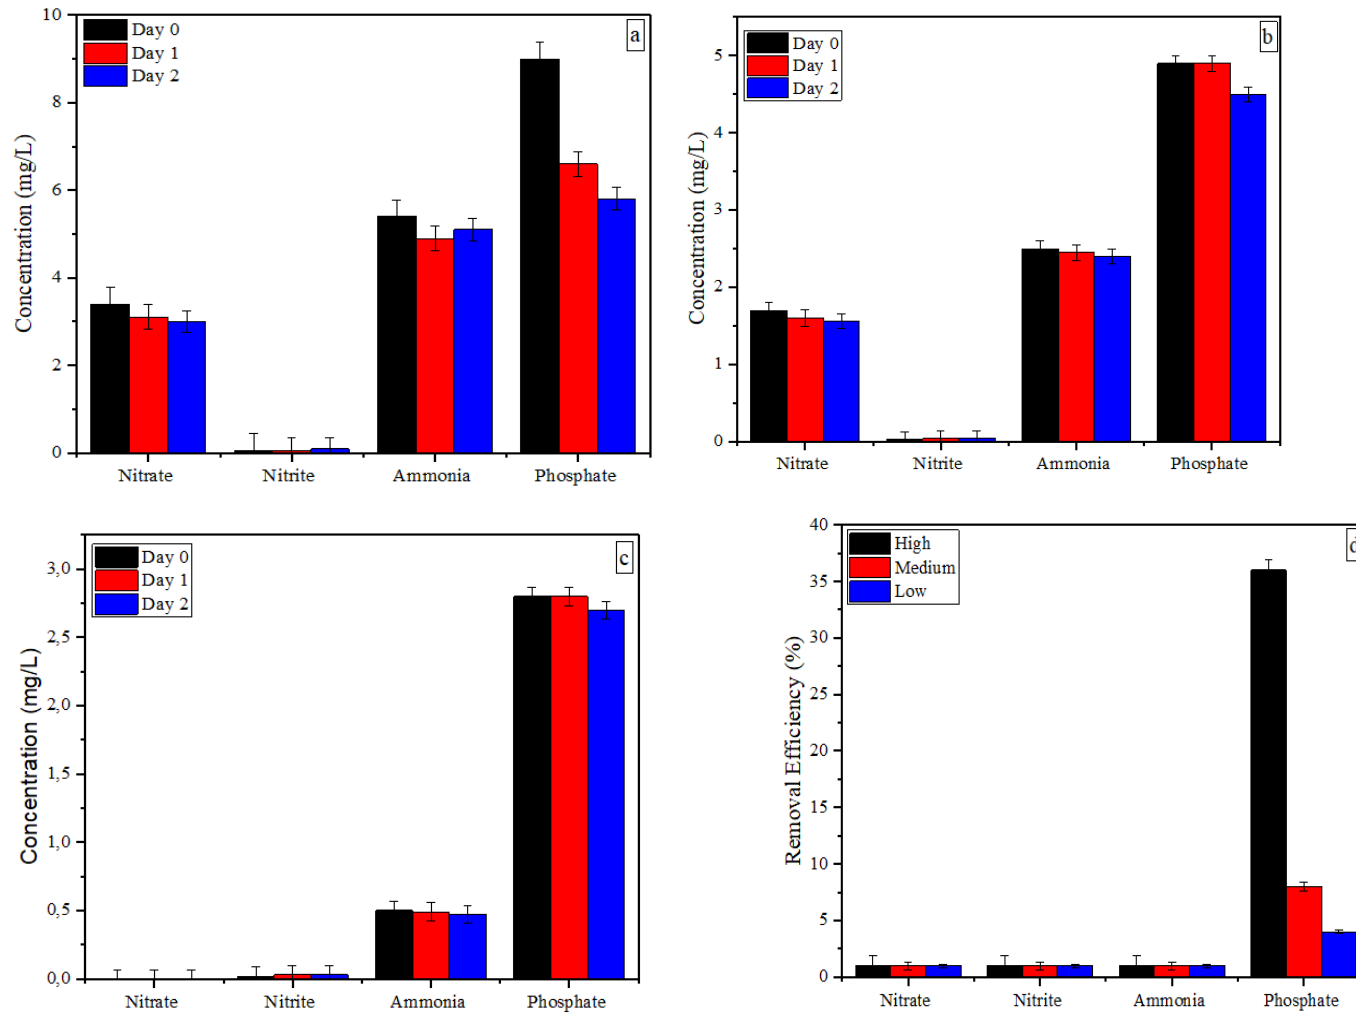 a
Day 0
Day 1
Day 2
Concentration (mg/L)
10
8
6
4
2
0
Nitrate
Nitrite
Ammonia
Phosphate
b
Day 0
Day 1
Day 2
Concentration (mg/L)
5
4
3
2
1
0
Nitrate
Nitrite
Ammonia
Phosphate
c
Day 0
Day 1
Day 2
Concentration (mg/L)
3,0
2,5
2,0
1,5
1,0
0,5
0,0
Nitrate
Nitrite
Ammonia
Phosphate
d
High
Medium
Low
Removal Efficiency (%)
40
35
30
25
20
15
10
5
0
Nitrate
Nitrite
Ammonia
Phosphate